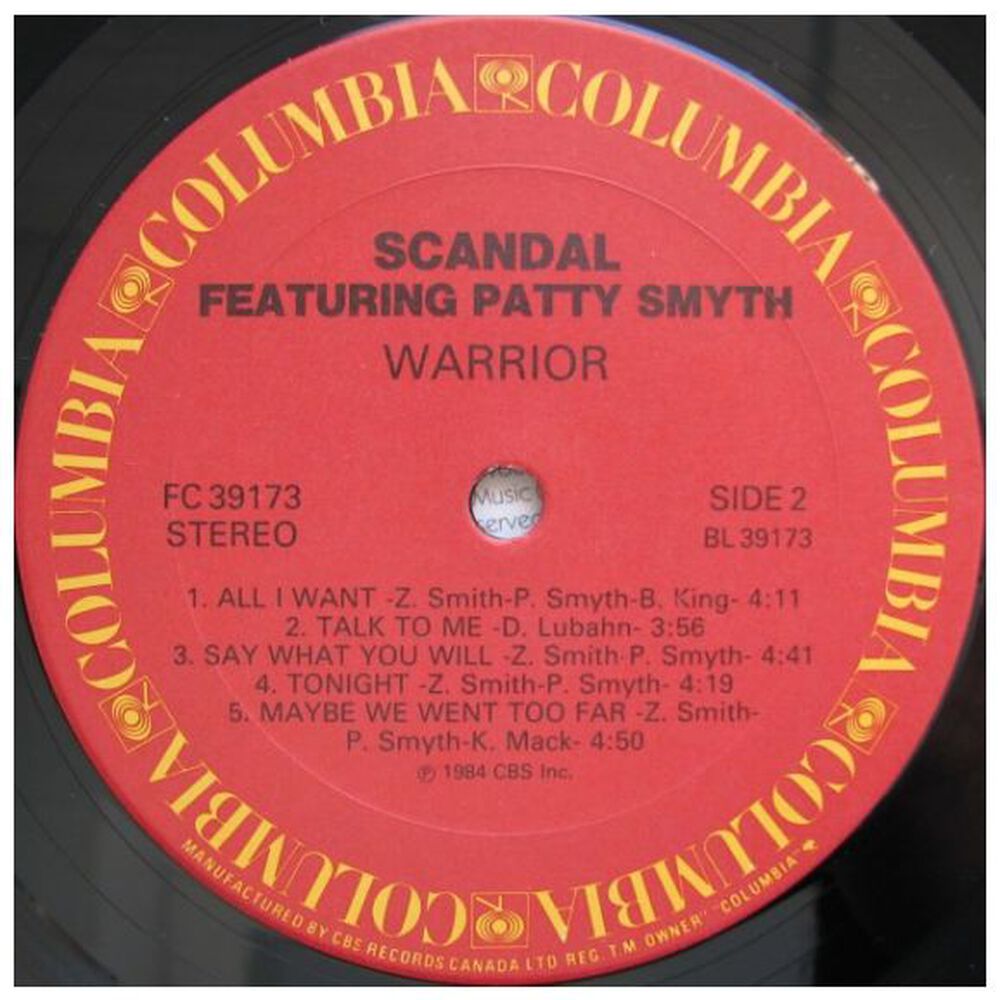 COLUMBIA COLUMBIA COLUMBIA COLUMBIA COLUMBIA COLUMBIA COLUMBIA COLUMBIA
SCANDAL
FEATURING PATTY SMYTH
WARRIOR
Music
FC 39173
STEREO
SIDE 2
BL 39173
1. ALL I WANT -Z. Smith-P. Smyth-B. King- 4:11
2. TALK TO ME -D. Lubahn- 3:56
3. SAY WHAT YOU WILL -Z. Smith-P. Smyth- 4:41
4. TONIGHT -Z. Smith-P. Smyth- 4:19
5. MAYBE WE WENT TOO FAR -Z. Smith-
P. Smyth-K. Mack- 4:50
℗ 1984 CBS Inc.
MANUFACTURED BY CBS RECORDS CANADA LTD REG. T.M. OWNER "COLUMBIA"